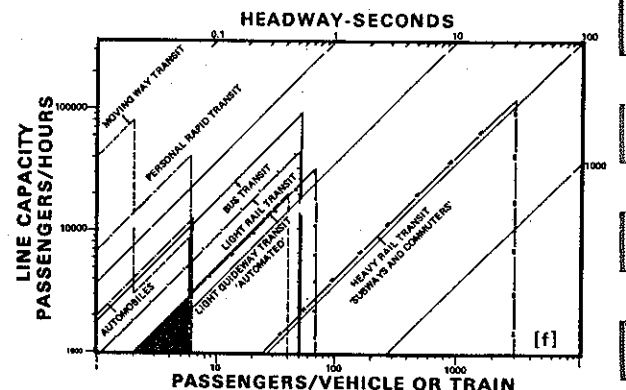 HEADWAY-SECONDS
0.1 1 10 100
100000
10000
1000
1000
MOVING WAY TRANSIT
PERSONAL RAPID TRANSIT
BUS TRANSIT
LIGHT RAIL TRANSIT
LIGHT GUIDEWAY TRANSIT
'AUTOMATED'
AUTOMOBILES
HEAVY RAIL TRANSIT
'SUBWAYS AND COMMUTERS'
LINE CAPACITY
PASSENGERS/HOURS
[f]
1 10 100 1000
PASSENGERS/VEHICLE OR TRAIN